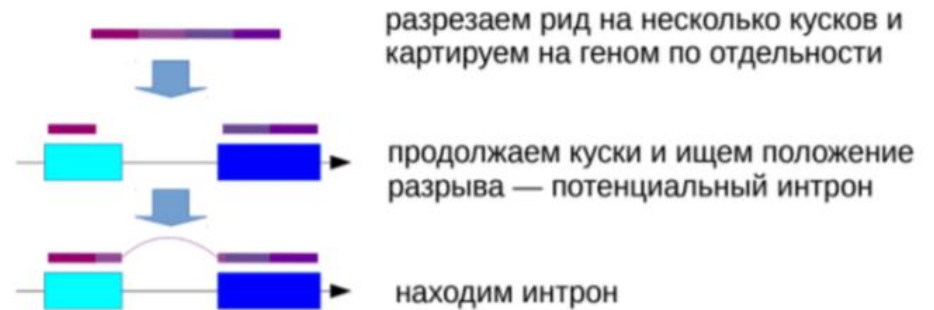 разрезаем рид на несколько кусков и
картируем на геном по отдельности
продолжаем куски и ищем положение
разрыва — потенциальный интрон
находим интрон